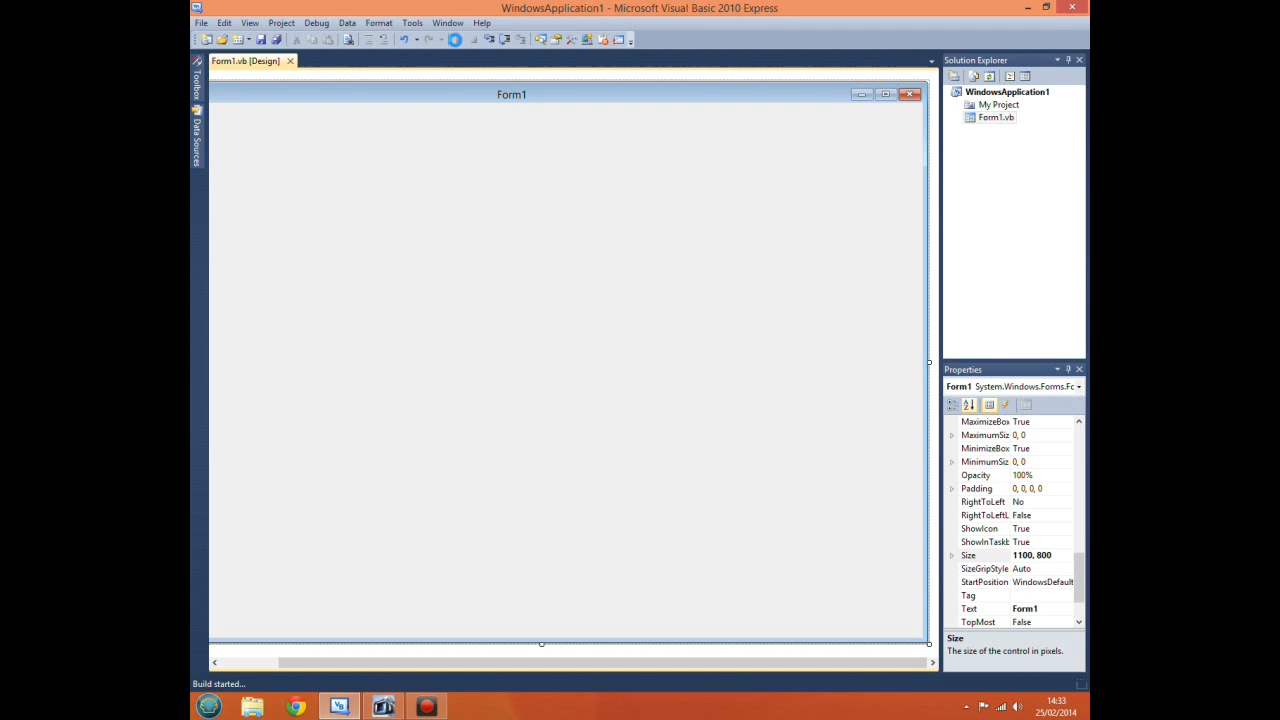 WindowsApplication1 - Microsoft Visual Basic 2010 Express
File Edit View Project Debug Data Format Tools Window Help
Form1.vb [Design]
Toolbox
Data Sources
Form1
Solution Explorer
WindowsApplication1
My Project
Form1.vb
Properties
Form1 System.Windows.Forms.Fc
MaximizeBox True
MaximumSiz 0, 0
MinimizeBox True
MinimumSiz 0, 0
Opacity 100%
Padding 0, 0, 0, 0
RightToLeft No
RightToLeftL False
ShowIcon True
ShowInTaskb True
Size 1100, 800
SizeGripStyle Auto
StartPosition WindowsDefault
Tag
Text Form1
TopMost False
Size
The size of the control in pixels.
Build started...
14:33
25/02/2014